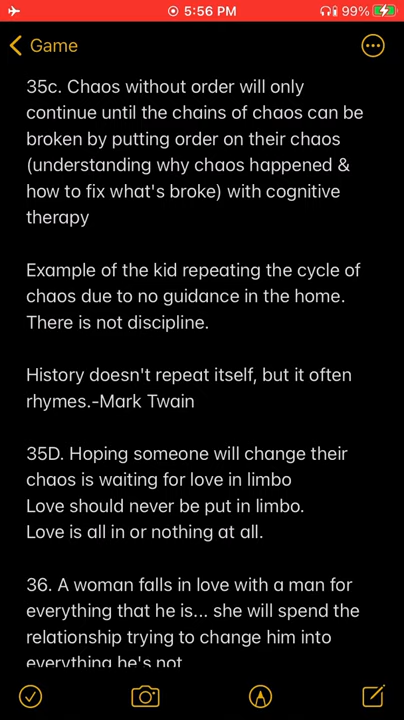 5:56 PM
99%
Game
35c. Chaos without order will only
continue until the chains of chaos can be
broken by putting order on their chaos
(understanding why chaos happened &
how to fix what's broke) with cognitive
therapy
Example of the kid repeating the cycle of
chaos due to no guidance in the home.
There is not discipline.
History doesn't repeat itself, but it often
rhymes.-Mark Twain
35D. Hoping someone will change their
chaos is waiting for love in limbo
Love should never be put in limbo.
Love is all in or nothing at all.
36. A woman falls in love with a man for
everything that he is... she will spend the
relationship trying to change him into
everything he's not